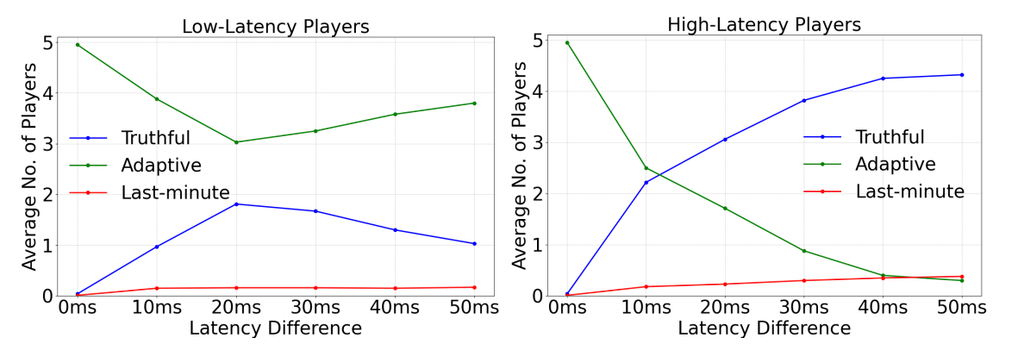 Low-Latency Players
Average No. of Players
5
4
3
2
1
0
Truthful
Adaptive
Last-minute
0ms 10ms 20ms 30ms 40ms 50ms
Latency Difference
High-Latency Players
Average No. of Players
5
4
3
2
1
0
Truthful
Adaptive
Last-minute
0ms 10ms 20ms 30ms 40ms 50ms
Latency Difference